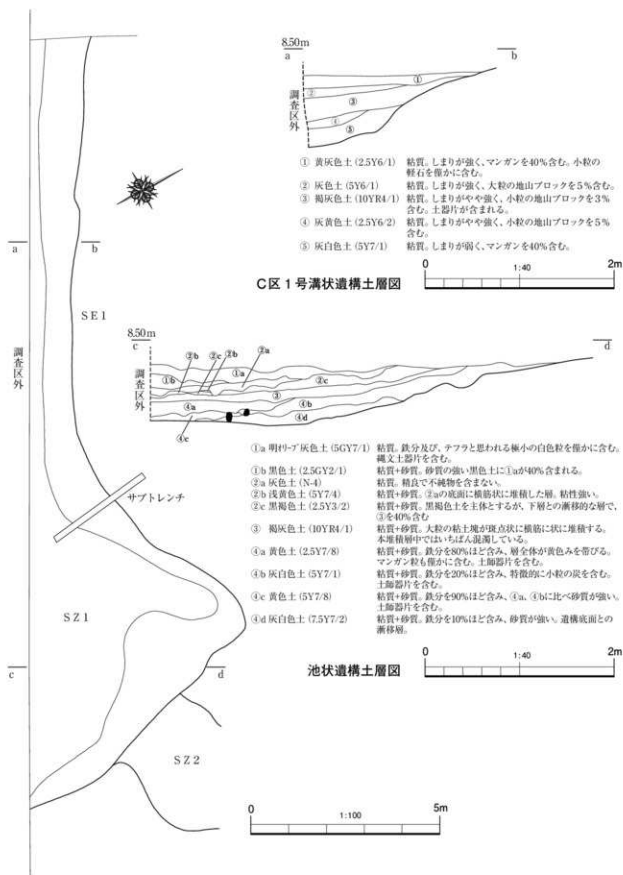 8.50m
a
b
調査区外
①
②
③
④
⑤
① 黄灰色土 (2.5Y6/1) 粘質。しまりが強く、マンガンを40%含む。小粒の
軽石を僅かに含む。
② 灰色土 (5Y6/1) 粘質。しまりが強く、大粒の地山ブロックを5%含む。
③ 褐灰色土 (10YR4/1) 粘質。しまりがやや強く、小粒の地山ブロックを3%
含む。土器片が含まれる。
④ 灰黄色土 (2.5Y6/2) 粘質。しまりがやや強く、小粒の地山ブロックを5%
含む。
⑤ 灰白色土 (5Y7/1) 粘質。しまりが弱く、マンガンを40%含む。
C区1号溝状遺構土層図
0
1:40
2m
a
b
SE1
調査区外
サブトレンチ
SZ1
c
d
SZ2
8.50m
c
d
調査区外
②b
②c
②b
②a
①a
①b
②c
③
④a
④b
④d
④c
①a 明オリーブ灰色土 (5GY7/1) 粘質。鉄分及び、テフラと思われる極小の白色粒を僅かに含む。
縄文土器片を含む。
①b 黒色土 (2.5GY2/1) 粘質+砂質。砂質の強い黒色土に①aが40%含まれる。
②a 灰色土 (N-4) 粘質。精良で不純物を含まない。
②b 浅黄色土 (5Y7/4) 粘質+砂質。②aの底面に横筋状に堆積した層。粘性強い。
②c 黒褐色土 (2.5Y3/2) 粘質+砂質。黒褐色土を主体とするが、下層との漸移的な層で、
③を40%含む
③ 褐灰色土 (10YR4/1) 粘質+砂質。大粒の粘土塊が斑点状に横筋に状に堆積する。
本堆積層中ではいちばん混濁している。
④a 黄色土 (2.5Y7/8) 粘質+砂質。鉄分を80%ほど含み、層全体が黄色みを帯びる。
マンガン粒も僅かに含む。土師器片を含む。
④b 灰白色土 (5Y7/1) 粘質+砂質。鉄分を20%ほど含み、特徴的に小粒の炭を含む。
土師器片を含む。
④c 黄色土 (5Y7/8) 粘質+砂質。鉄分を90%ほど含み、④a、④bに比べ砂質が強い。
土師器片を含む。
④d 灰白色土 (7.5Y7/2) 粘質+砂質。鉄分を10%ほど含み、砂質が強い。遺構底面との
漸移層。
池状遺構土層図
0
1:40
2m
0
1:100
5m